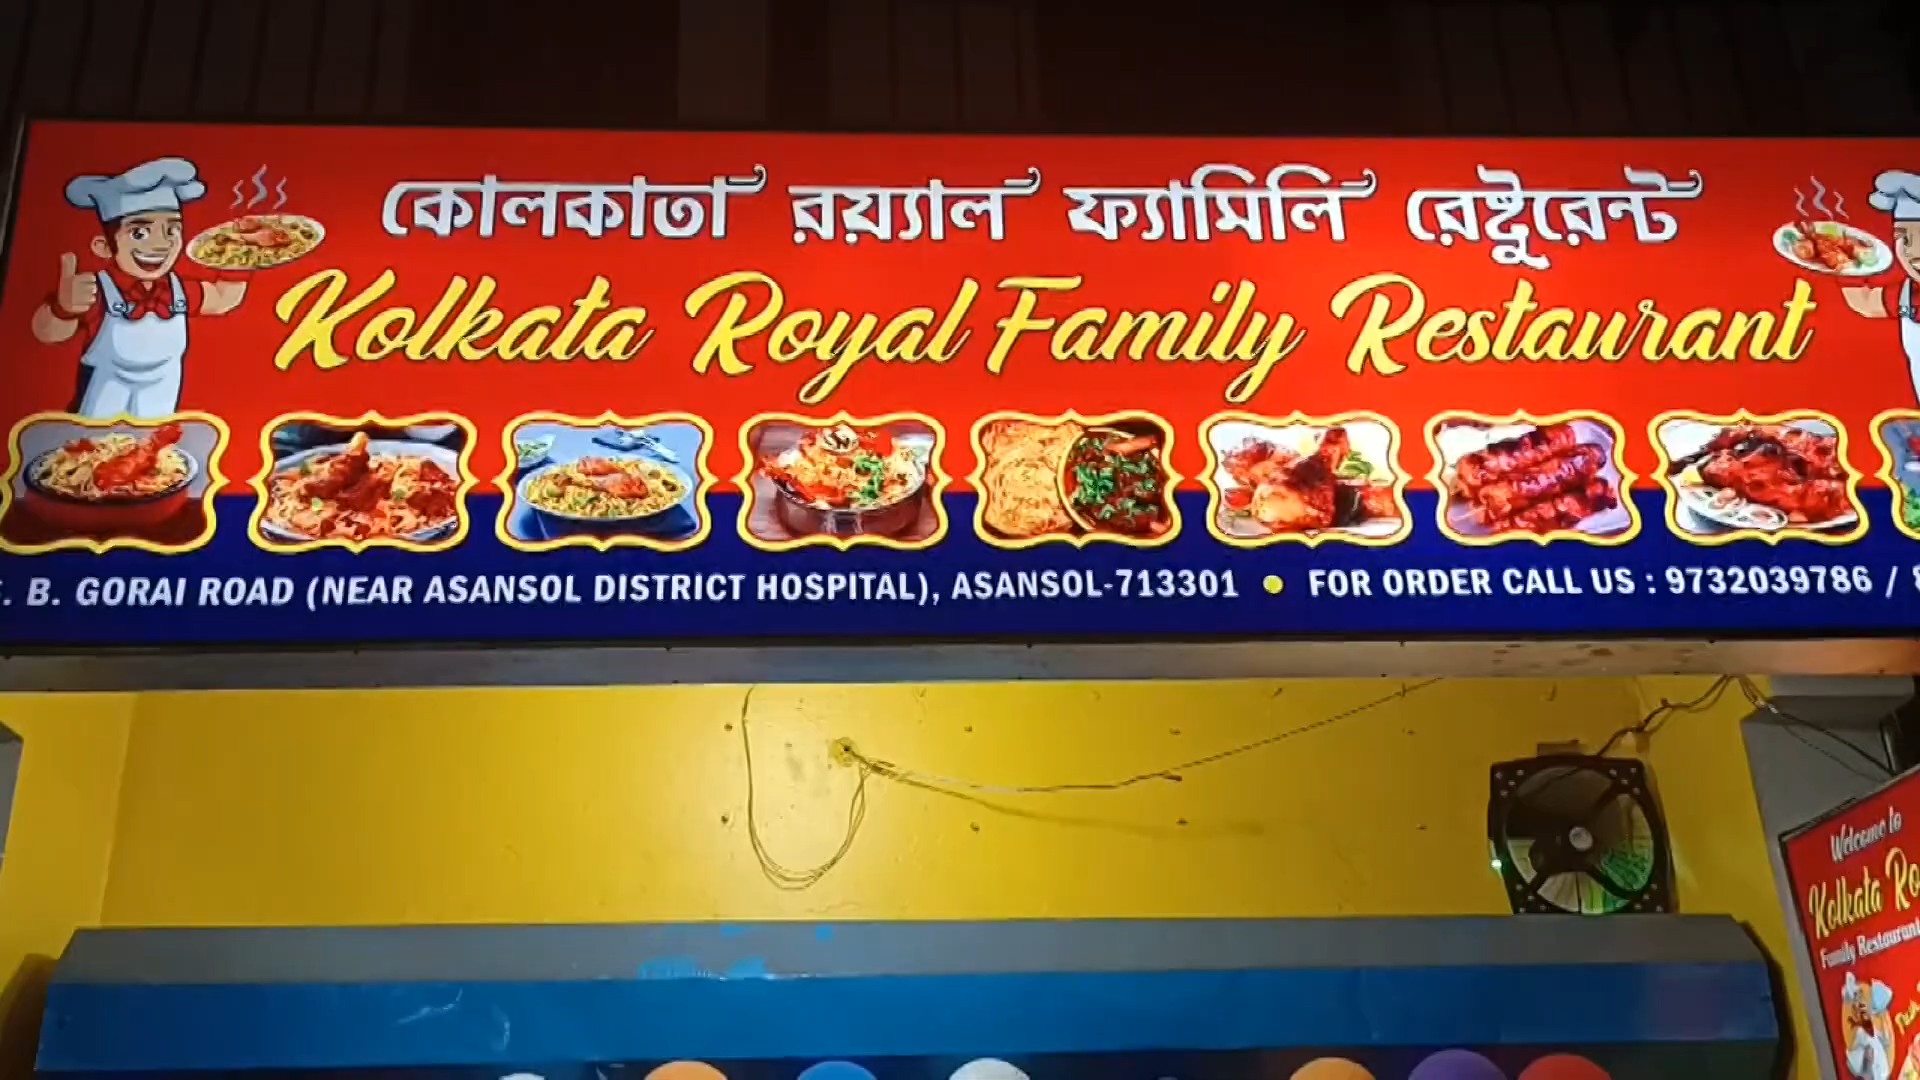 কোলকাতা রয়্যাল ফ্যামিলি রেষ্টুরেন্ট
Kolkata Royal Family Restaurant
. B. GORAI ROAD (NEAR ASANSOL DISTRICT HOSPITAL), ASANSOL-713301 • FOR ORDER CALL US : 9732039786 /
Welcome to
Kolkata
Family Restaurant